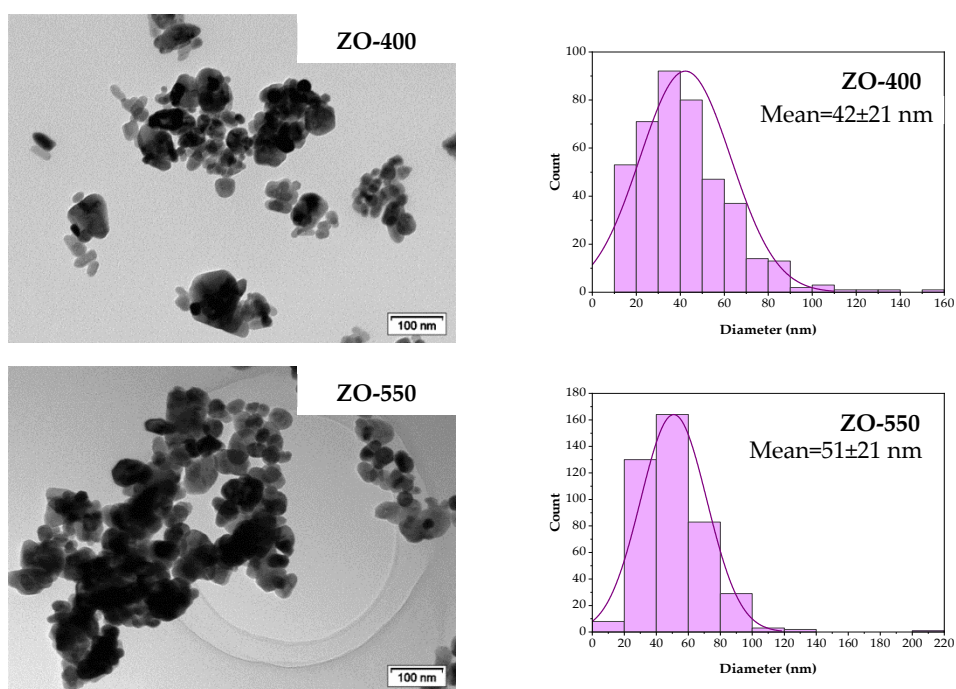 ZO-400
100 nm
100
80
60
40
20
0
Count
ZO-400
Mean=42±21 nm
0 20 40 60 80 100 120 140 160
Diameter (nm)
ZO-550
100 nm
180
160
140
120
100
80
60
40
20
0
Count
ZO-550
Mean=51±21 nm
0 20 40 60 80 100 120 140 160 180 200 220
Diameter (nm)